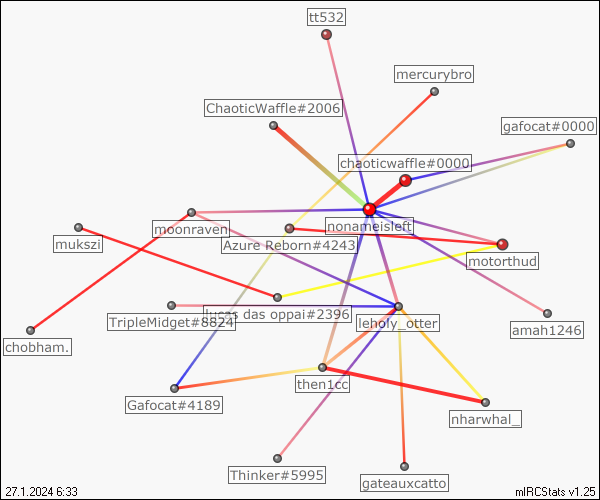 tt532
mercurybro
ChaoticWaffle#2006
gafocat#0000
chaoticwaffle#0000
nonameisleft
moonraven
mukszi
Azure Reborn#4243
motorthud
lucas das oppai#2396
TripleMidget#8824
leboly_otter
amah1246
chobham.
then1cc
Gafocat#4189
nharwhal_
Thinker#5995
gateauxcatto
27.1.2024 6:33
mIRCStats v1.25